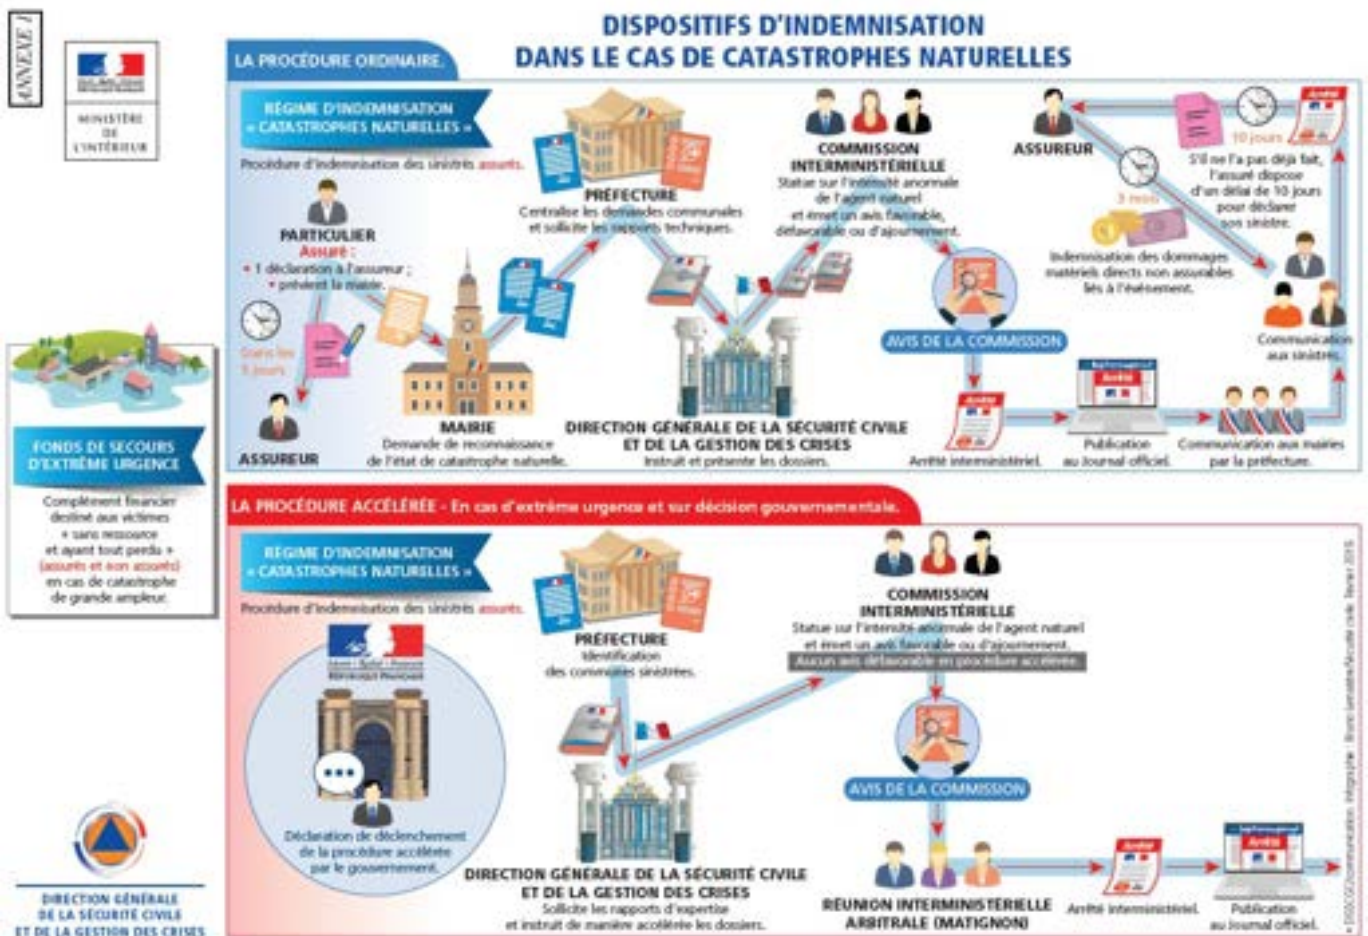 ANNEXE I
MINISTÈRE
DE
L'INTÉRIEUR
DISPOSITIFS D'INDEMNISATION
DANS LE CAS DE CATASTROPHES NATURELLES
LA PROCÉDURE ORDINAIRE.
RÉGIME D'INDEMNISATION
« CATASTROPHES NATURELLES »
Procédure d'indemnisation des sinistrés assurés.
PARTICULIER
Assuré :
• 1 déclaration à l'assureur ;
• prévient la mairie.
Dans les
5 jours
ASSUREUR
MAIRIE
Demande de reconnaissance
de l'état de catastrophe naturelle.
PRÉFECTURE
Centralise les demandes communales
et sollicite les rapports techniques.
DIRECTION GÉNÉRALE DE LA SÉCURITÉ CIVILE
ET DE LA GESTION DES CRISES
Instruit et présente les dossiers.
COMMISSION
INTERMINISTÉRIELLE
Statue sur l'intensité anormale
de l'agent naturel
et émet un avis favorable,
défavorable ou d'ajournement.
AVIS DE LA COMMISSION
Arrêté
Arrêté interministériel.
Arrêté
Publication
au Journal officiel.
Communication aux mairies
par la préfecture.
Communication
aux sinistrés.
Arrêté
10 jours
S'il ne l'a pas déjà fait,
l'assuré dispose
d'un délai de 10 jours
pour déclarer
son sinistre.
ASSUREUR
3 mois
Indemnisation des dommages
matériels directs non assurables
liés à l'événement.
FONDS DE SECOURS
D'EXTRÊME URGENCE
Complément financier
destiné aux victimes
« sans ressource
et ayant tout perdu »
(assurés et non assurés)
en cas de catastrophe
de grande ampleur.
LA PROCÉDURE ACCÉLÉRÉE - En cas d'extrême urgence et sur décision gouvernementale.
RÉGIME D'INDEMNISATION
« CATASTROPHES NATURELLES »
Procédure d'indemnisation des sinistrés assurés.
RÉPUBLIQUE FRANÇAISE
Déclaration de déclenchement
de la procédure accélérée
par le gouvernement.
PRÉFECTURE
Identification
des communes sinistrées.
DIRECTION GÉNÉRALE DE LA SÉCURITÉ CIVILE
ET DE LA GESTION DES CRISES
Sollicite les rapports d'expertise
et instruit de manière accélérée les dossiers.
COMMISSION
INTERMINISTÉRIELLE
Statue sur l'intensité anormale de l'agent naturel
et émet un avis favorable ou d'ajournement.
Aucun avis défavorable en procédure accélérée.
AVIS DE LA COMMISSION
RÉUNION INTERMINISTÉRIELLE
ARBITRALE (MATIGNON)
Arrêté
Arrêté interministériel.
Arrêté
Publication
au Journal officiel.
DIRECTION GÉNÉRALE
DE LA SÉCURITÉ CIVILE
ET DE LA GESTION DES CRISES